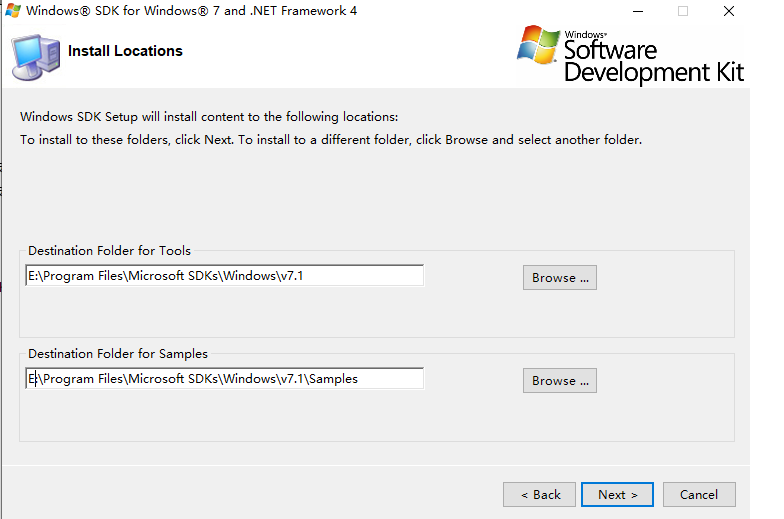 Windows® SDK for Windows® 7 and .NET Framework 4
Install Locations
Windows®
Software
Development Kit
Windows SDK Setup will install content to the following locations:
To install to these folders, click Next. To install to a different folder, click Browse and select another folder.
Destination Folder for Tools
E:\Program Files\Microsoft SDKs\Windows\v7.1
Browse ...
Destination Folder for Samples
E:\Program Files\Microsoft SDKs\Windows\v7.1\Samples
Browse ...
< Back
Next >
Cancel